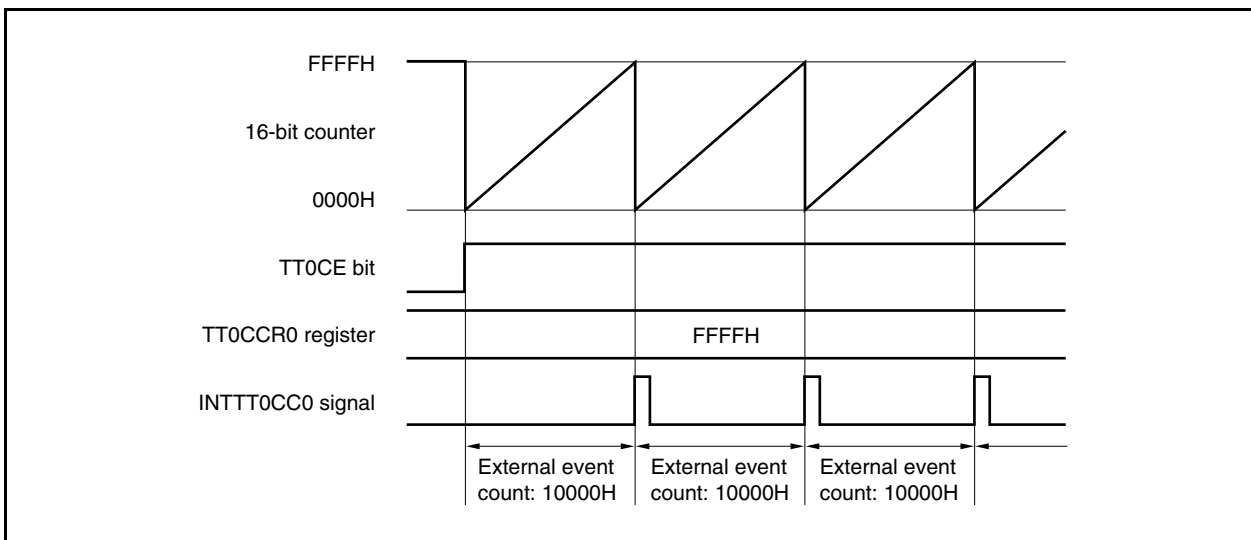 FFFFH
16-bit counter
0000H
TT0CE bit
TT0CCR0 register
FFFFH
INTTT0CC0 signal
External event
count: 10000H
External event
count: 10000H
External event
count: 10000H